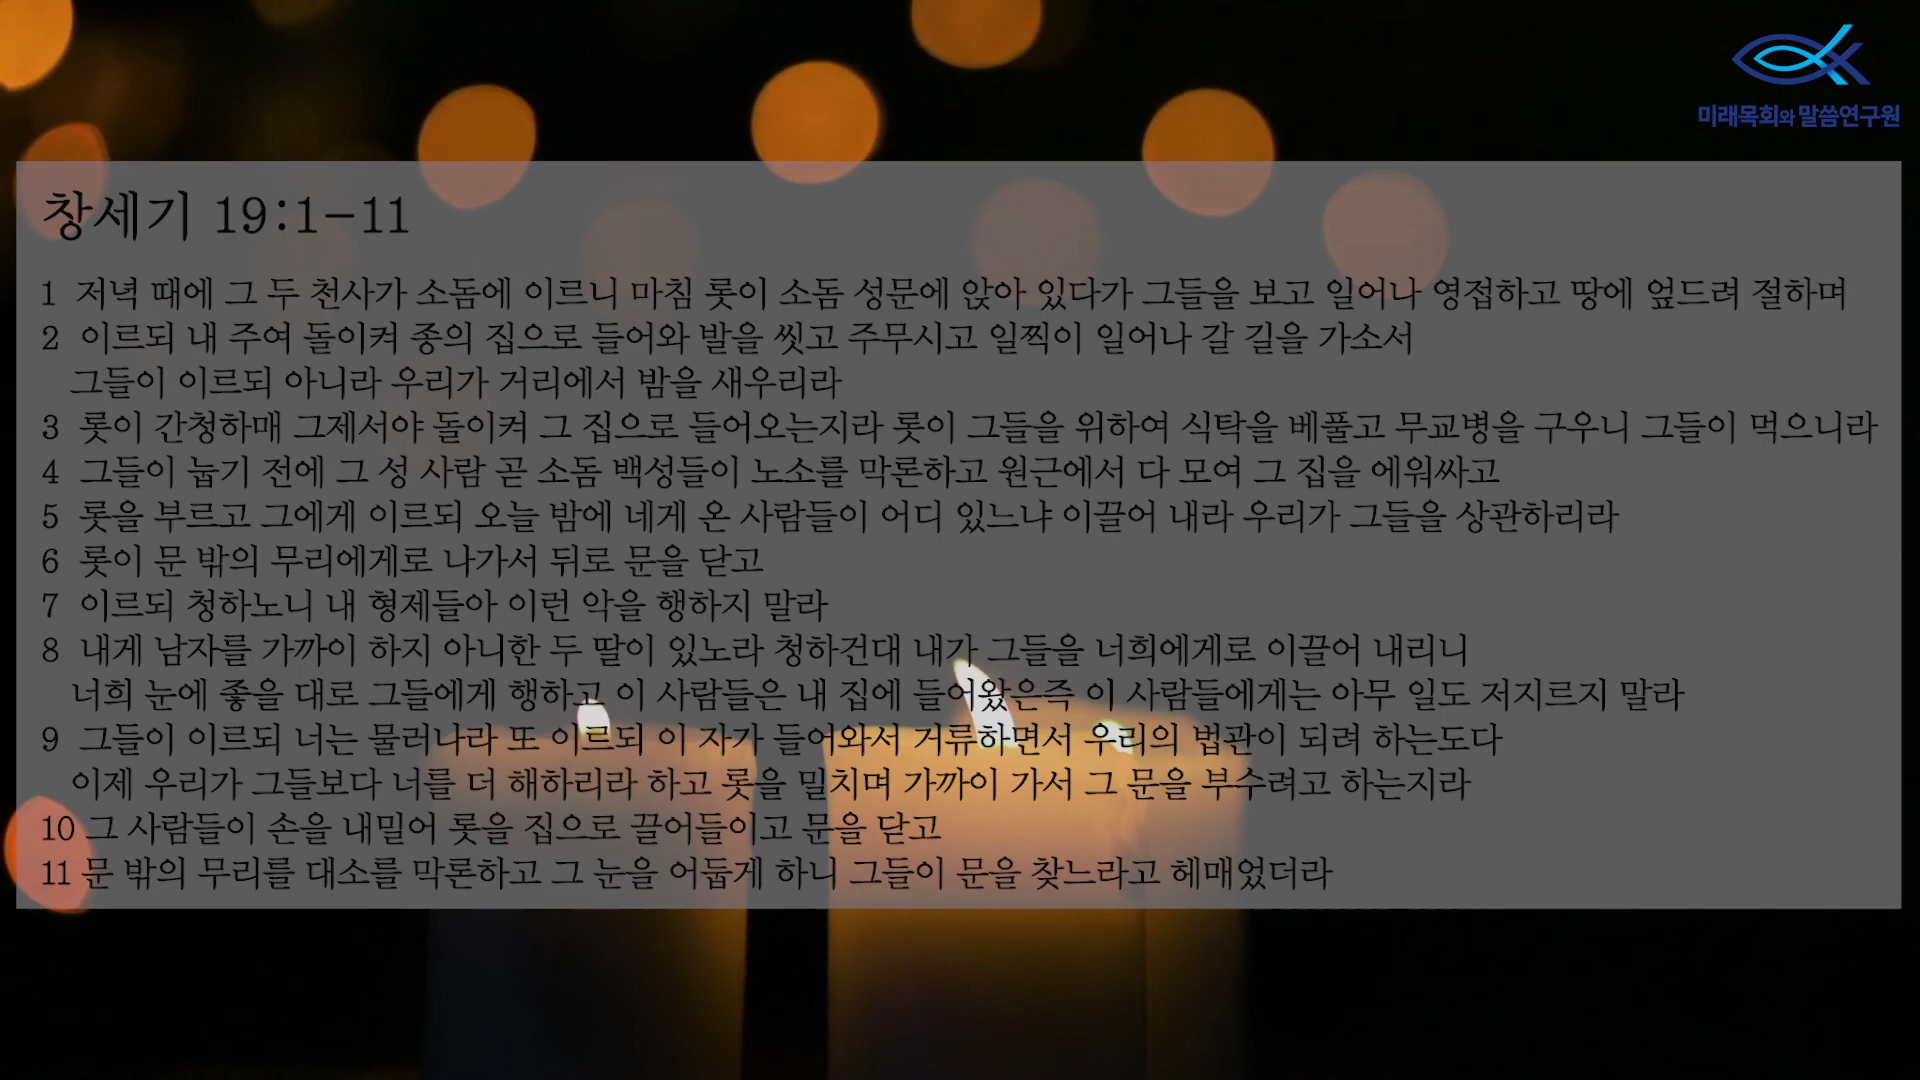 미래목회와 말씀연구원
창세기 19:1-11
1 저녁 때에 그 두 천사가 소돔에 이르니 마침 롯이 소돔 성문에 앉아 있다가 그들을 보고 일어나 영접하고 땅에 엎드려 절하며
2 이르되 내 주여 돌이켜 종의 집으로 들어와 발을 씻고 주무시고 일찍이 일어나 갈 길을 가소서
그들이 이르되 아니라 우리가 거리에서 밤을 새우리라
3 롯이 간청하매 그제서야 돌이켜 그 집으로 들어오는지라 롯이 그들을 위하여 식탁을 베풀고 무교병을 구우니 그들이 먹으니라
4 그들이 눕기 전에 그 성 사람 곧 소돔 백성들이 노소를 막론하고 원근에서 다 모여 그 집을 에워싸고
5 롯을 부르고 그에게 이르되 오늘 밤에 네게 온 사람들이 어디 있느냐 이끌어 내라 우리가 그들을 상관하리라
6 롯이 문 밖의 무리에게로 나가서 뒤로 문을 닫고
7 이르되 청하노니 내 형제들아 이런 악을 행하지 말라
8 내게 남자를 가까이 하지 아니한 두 딸이 있노라 청하건대 내가 그들을 너희에게로 이끌어 내리니
너희 눈에 좋을 대로 그들에게 행하고 이 사람들은 내 집에 들어왔은즉 이 사람들에게는 아무 일도 저지르지 말라
9 그들이 이르되 너는 물러나라 또 이르되 이 자가 들어와서 거류하면서 우리의 법관이 되려 하는도다
이제 우리가 그들보다 너를 더 해하리라 하고 롯을 밀치며 가까이 가서 그 문을 부수려고 하는지라
10 그 사람들이 손을 내밀어 롯을 집으로 끌어들이고 문을 닫고
11 문 밖의 무리를 대소를 막론하고 그 눈을 어둡게 하니 그들이 문을 찾느라고 헤매었더라